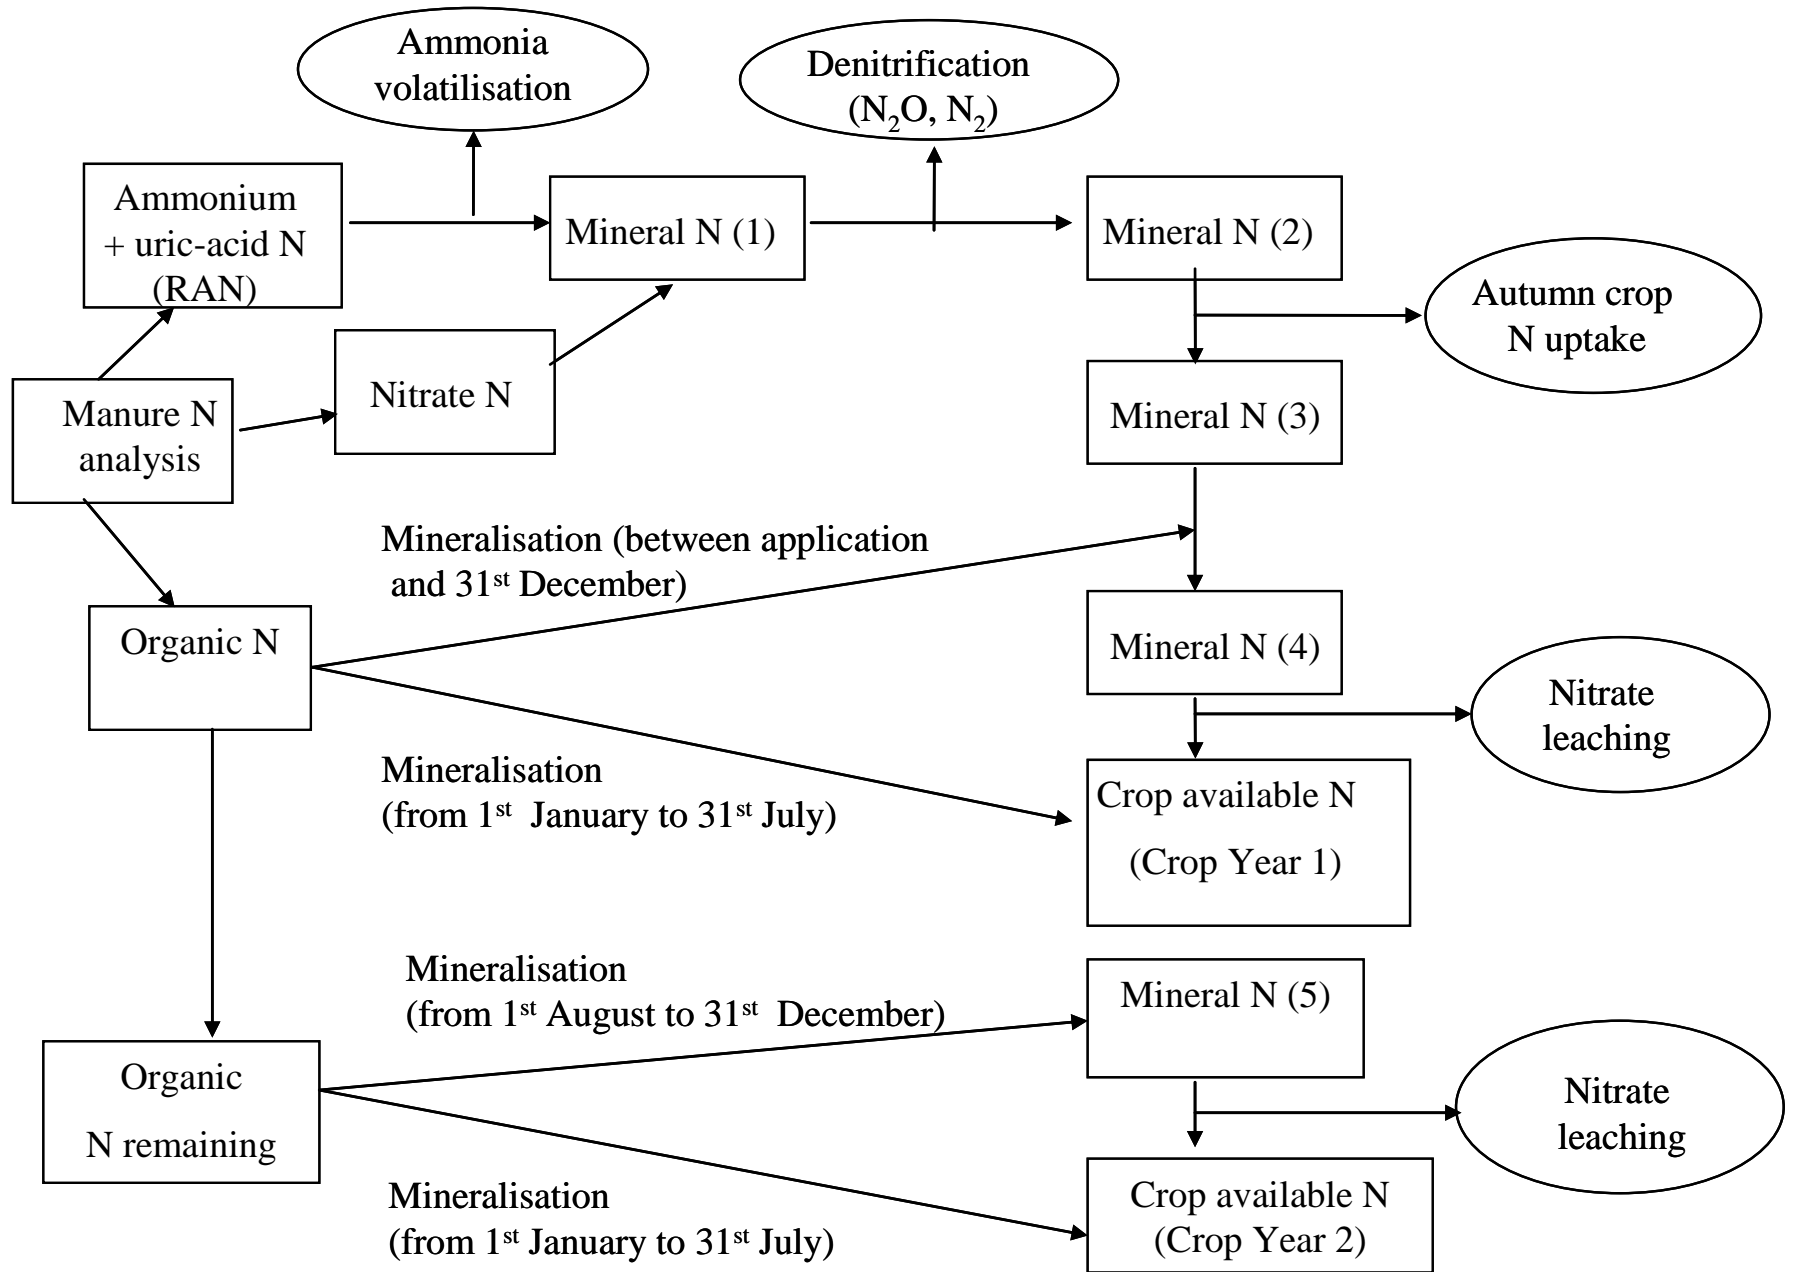 Ammonia
volatilisation
Denitrification
(N₂O, N₂)
Ammonium
+ uric-acid N
(RAN)
Mineral N (1)
Mineral N (2)
Autumn crop
N uptake
Manure N
analysis
Nitrate N
Mineral N (3)
Mineralisation (between application
and 31ˢᵗ December)
Organic N
Mineral N (4)
Nitrate
leaching
Mineralisation
(from 1ˢᵗ January to 31ˢᵗ July)
Crop available N
(Crop Year 1)
Mineralisation
(from 1ˢᵗ August to 31ˢᵗ December)
Mineral N (5)
Organic
N remaining
Nitrate
leaching
Mineralisation
(from 1ˢᵗ January to 31ˢᵗ July)
Crop available N
(Crop Year 2)